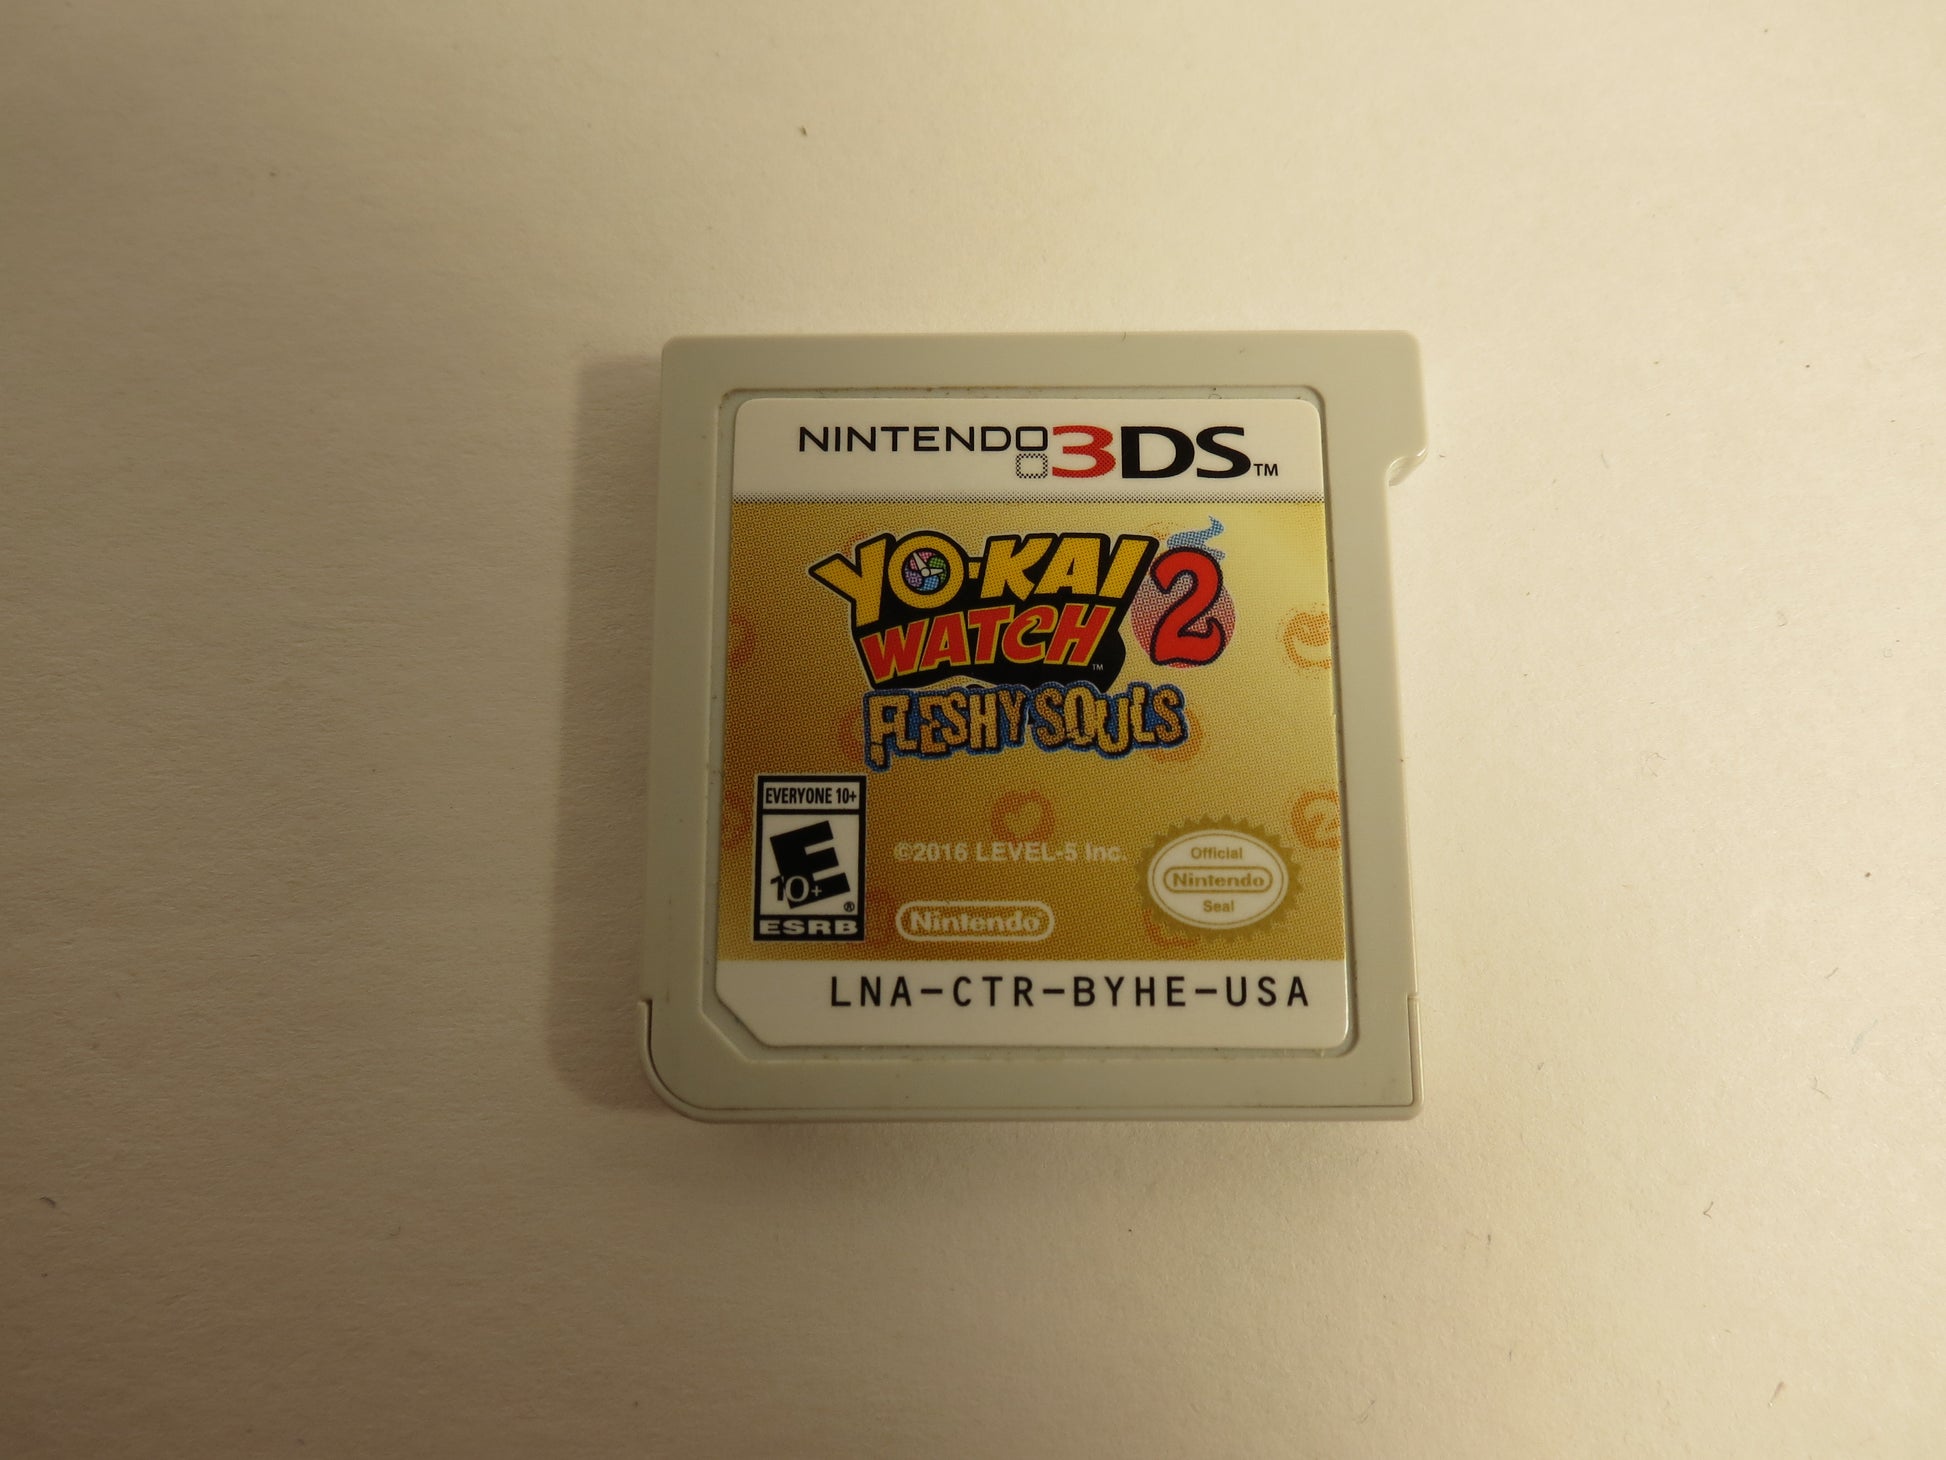 NINTENDO 3DS™
YO-KAI
WATCH™ 2
FLESHY SOULS
EVERYONE 10+
E
10+
®
ESRB
©2016 LEVEL-5 Inc.
Nintendo®
Official
Nintendo
Seal
LNA-CTR-BYHE-USA